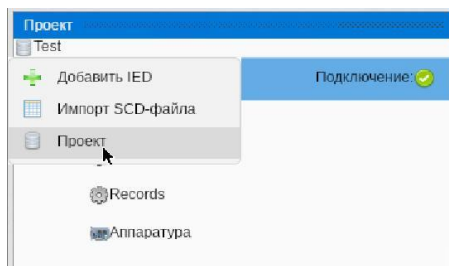 Проект
Test
Добавить IED
Подключение:
Импорт SCD-файла
Проект
Records
Аппаратура